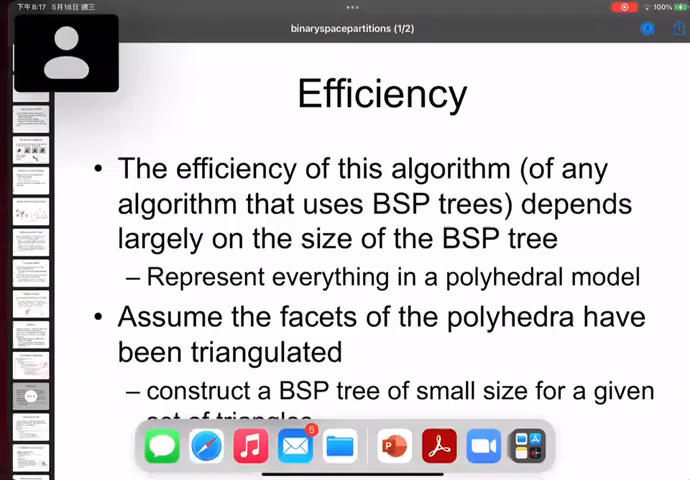 下午8:17 5月18日 週三
100%
binaryspacepartitions (1/2)
Efficiency
• The efficiency of this algorithm (of any
algorithm that uses BSP trees) depends
largely on the size of the BSP tree
– Represent everything in a polyhedral model
• Assume the facets of the polyhedra have
been triangulated
– construct a BSP tree of small size for a given
set of triangles
5